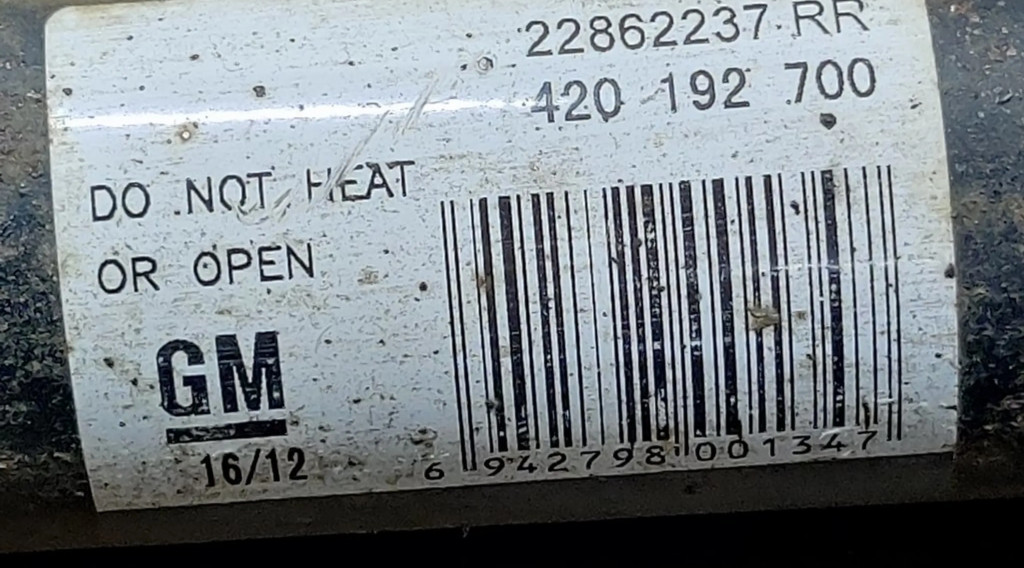 22862237 RR
420 192 700
DO NOT HEAT
OR OPEN
GM
16/12
6 942798 001347